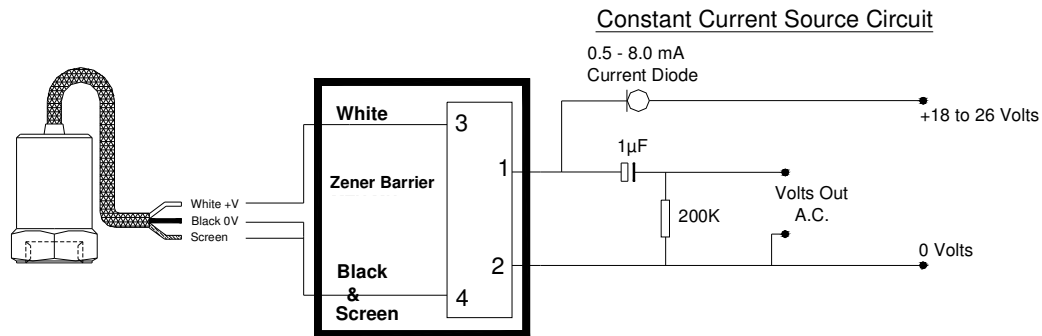 Constant Current Source Circuit
0.5 - 8.0 mA
Current Diode
+18 to 26 Volts
White
3
1µF
1
Zener Barrier
Volts Out
A.C.
White +V
Black 0V
Screen
200K
0 Volts
2
Black
&
Screen
4